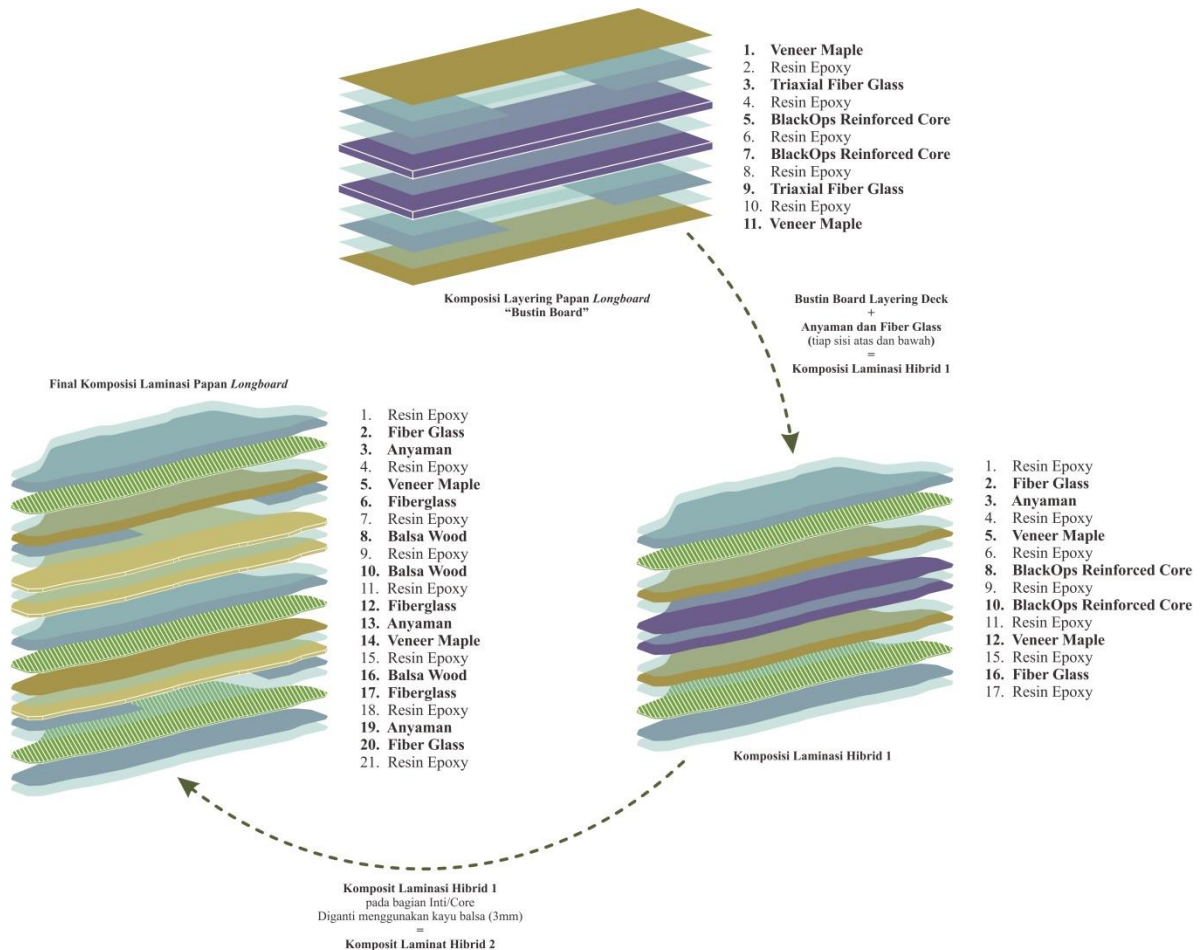 1. Veneer Maple
2. Resin Epoxy
3. Triaxial Fiber Glass
4. Resin Epoxy
5. BlackOps Reinforced Core
6. Resin Epoxy
7. BlackOps Reinforced Core
8. Resin Epoxy
9. Triaxial Fiber Glass
10. Resin Epoxy
11. Veneer Maple
Komposisi Layering Papan Longboard
“Bustin Board”
Bustin Board Layering Deck
+
Anyaman dan Fiber Glass
(tiap sisi atas dan bawah)
=
Komposisi Laminasi Hibrid 1
Final Komposisi Laminasi Papan Longboard
1. Resin Epoxy
2. Fiber Glass
3. Anyaman
4. Resin Epoxy
5. Veneer Maple
6. Fiberglass
7. Resin Epoxy
8. Balsa Wood
9. Resin Epoxy
10. Balsa Wood
11. Resin Epoxy
12. Fiberglass
13. Anyaman
14. Veneer Maple
15. Resin Epoxy
16. Balsa Wood
17. Fiberglass
18. Resin Epoxy
19. Anyaman
20. Fiber Glass
21. Resin Epoxy
1. Resin Epoxy
2. Fiber Glass
3. Anyaman
4. Resin Epoxy
5. Veneer Maple
6. Resin Epoxy
8. BlackOps Reinforced Core
9. Resin Epoxy
10. BlackOps Reinforced Core
11. Resin Epoxy
12. Veneer Maple
15. Resin Epoxy
16. Fiber Glass
17. Resin Epoxy
Komposisi Laminasi Hibrid 1
Komposit Laminasi Hibrid 1
pada bagian Inti/Core
Diganti menggunakan kayu balsa (3mm)
=
Komposit Laminat Hibrid 2